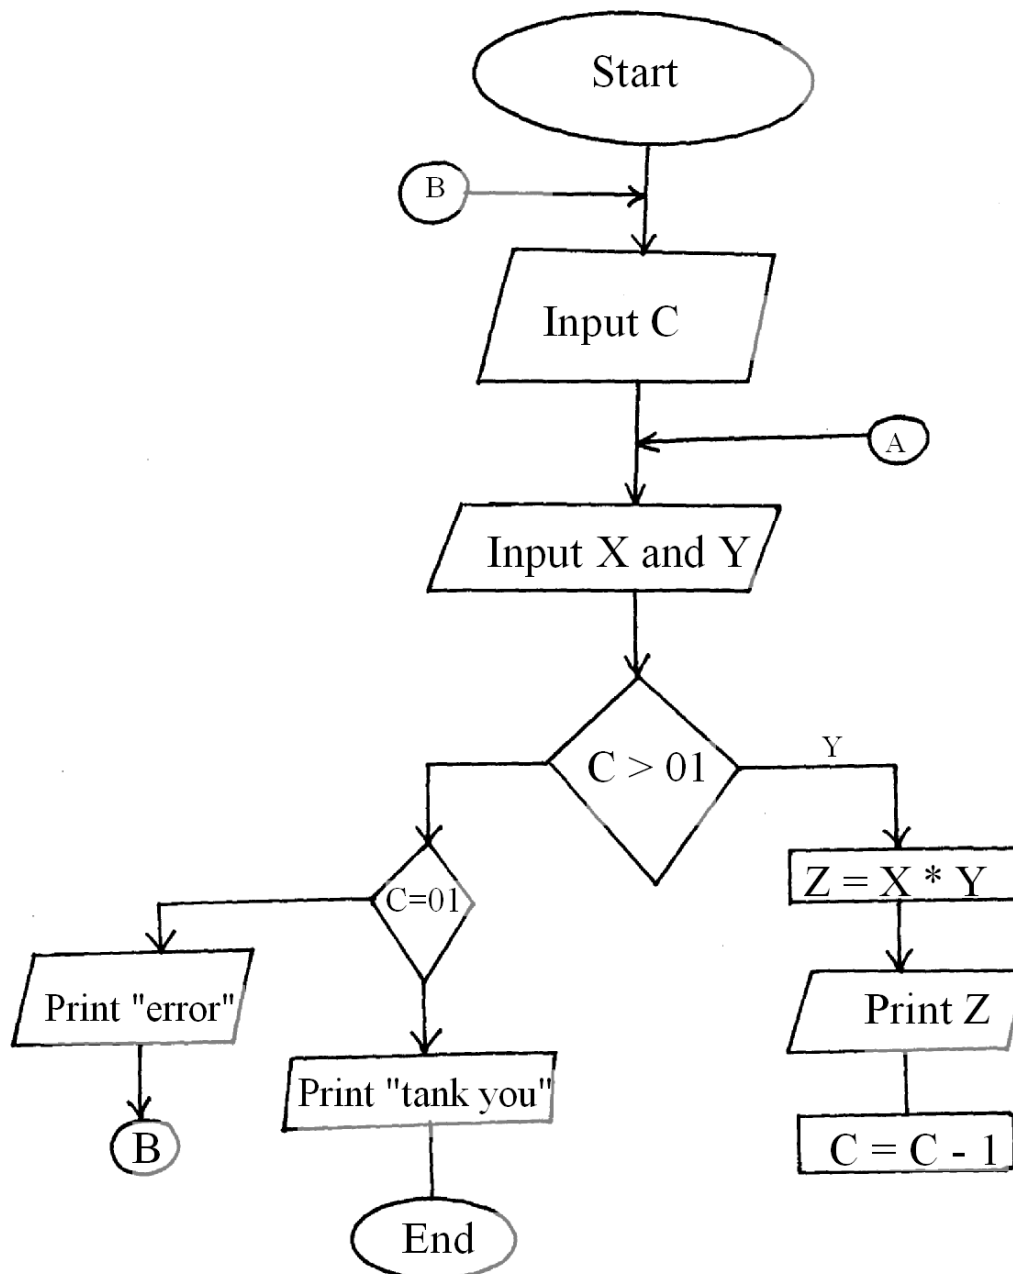 Start
B
Input C
A
Input X and Y
C > 01
Y
C=01
Z = X * Y
Print "error"
Print Z
Print "tank you"
B
C = C - 1
End